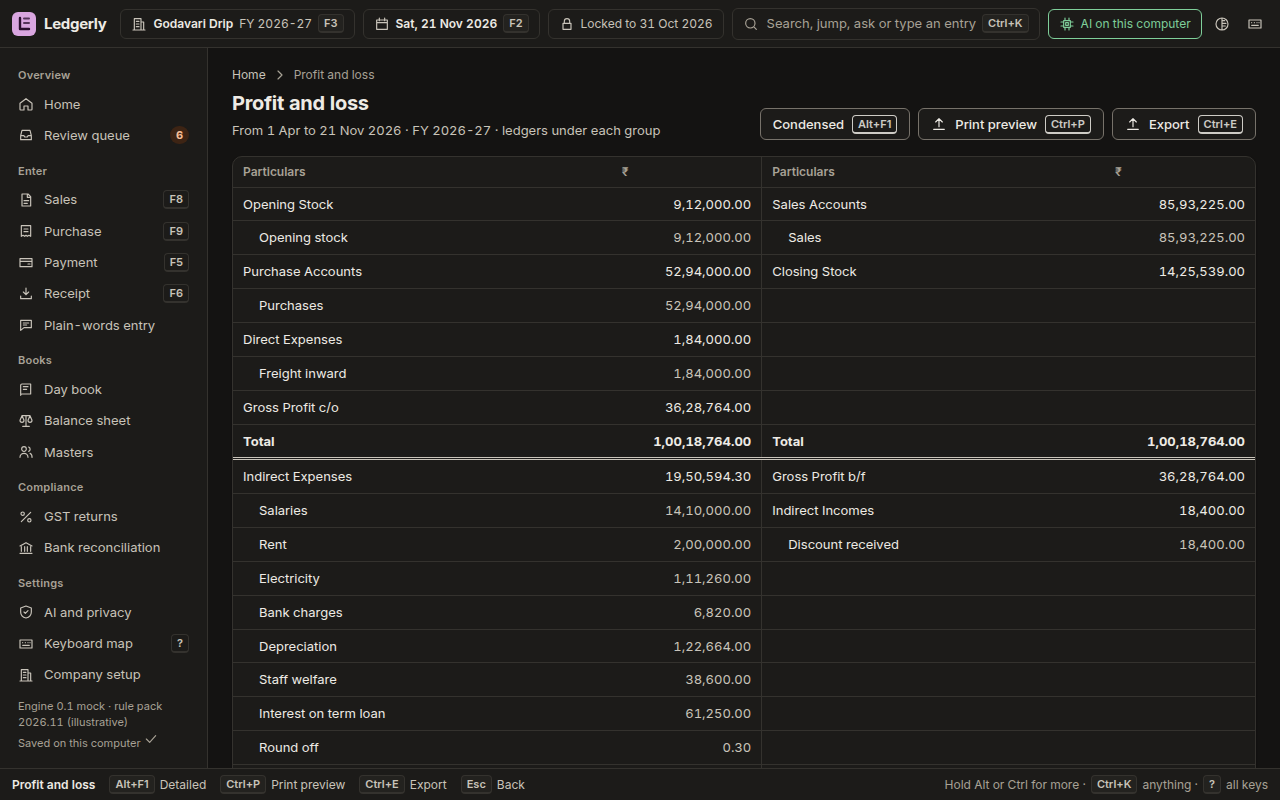 Ledgerly
Godavari Drip FY 2026-27 F3
Sat, 21 Nov 2026 F2
Locked to 31 Oct 2026
Search, jump, ask or type an entry Ctrl+K
AI on this computer
Overview
Home
Review queue 6
Enter
Sales F8
Purchase F9
Payment F5
Receipt F6
Plain-words entry
Books
Day book
Balance sheet
Masters
Compliance
GST returns
Bank reconciliation
Settings
AI and privacy
Keyboard map ?
Company setup
Engine 0.1 mock · rule pack
2026.11 (illustrative)
Saved on this computer
Home > Profit and loss
Profit and loss
From 1 Apr to 21 Nov 2026 · FY 2026-27 · ledgers under each group
Condensed Alt+F1
Print preview Ctrl+P
Export Ctrl+E
Particulars ₹ Particulars ₹
Opening Stock 9,12,000.00 Sales Accounts 85,93,225.00
Opening stock 9,12,000.00 Sales 85,93,225.00
Purchase Accounts 52,94,000.00 Closing Stock 14,25,539.00
Purchases 52,94,000.00
Direct Expenses 1,84,000.00
Freight inward 1,84,000.00
Gross Profit c/o 36,28,764.00
Total 1,00,18,764.00 Total 1,00,18,764.00
Indirect Expenses 19,50,594.30 Gross Profit b/f 36,28,764.00
Salaries 14,10,000.00 Indirect Incomes 18,400.00
Rent 2,00,000.00 Discount received 18,400.00
Electricity 1,11,260.00
Bank charges 6,820.00
Depreciation 1,22,664.00
Staff welfare 38,600.00
Interest on term loan 61,250.00
Round off 0.30
Profit and loss Alt+F1 Detailed Ctrl+P Print preview Ctrl+E Export Esc Back
Hold Alt or Ctrl for more · Ctrl+K anything · ? all keys